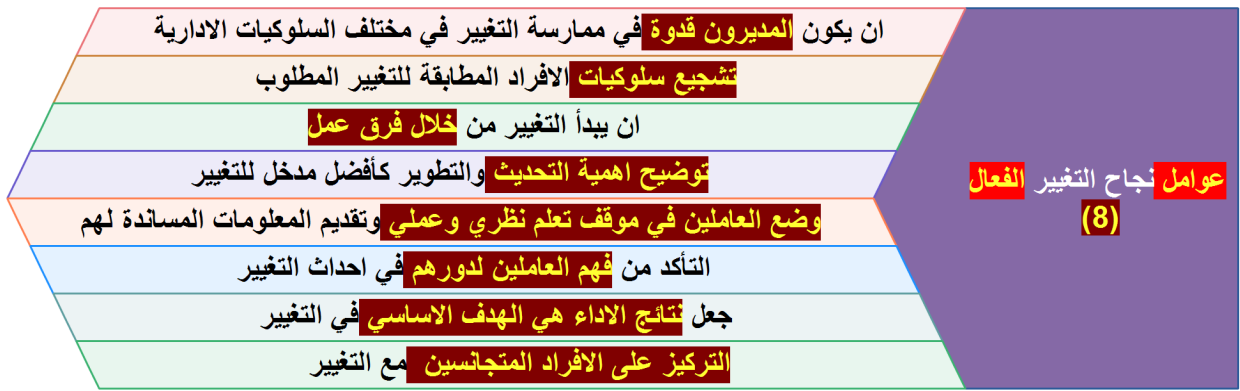 عوامل نجاح التغيير الفعال
(8)
ان يكون المديرون قدوة في ممارسة التغيير في مختلف السلوكيات الادارية
تشجيع سلوكيات الافراد المطابقة للتغيير المطلوب
ان يبدأ التغيير من خلال فرق عمل
توضيح اهمية التحديث والتطوير كأفضل مدخل للتغيير
وضع العاملين في موقف تعلم نظري وعملي وتقديم المعلومات المساندة لهم
التأكد من فهم العاملين لدورهم في احداث التغيير
جعل نتائج الاداء هي الهدف الاساسي في التغيير
التركيز على الافراد المتجانسين مع التغيير